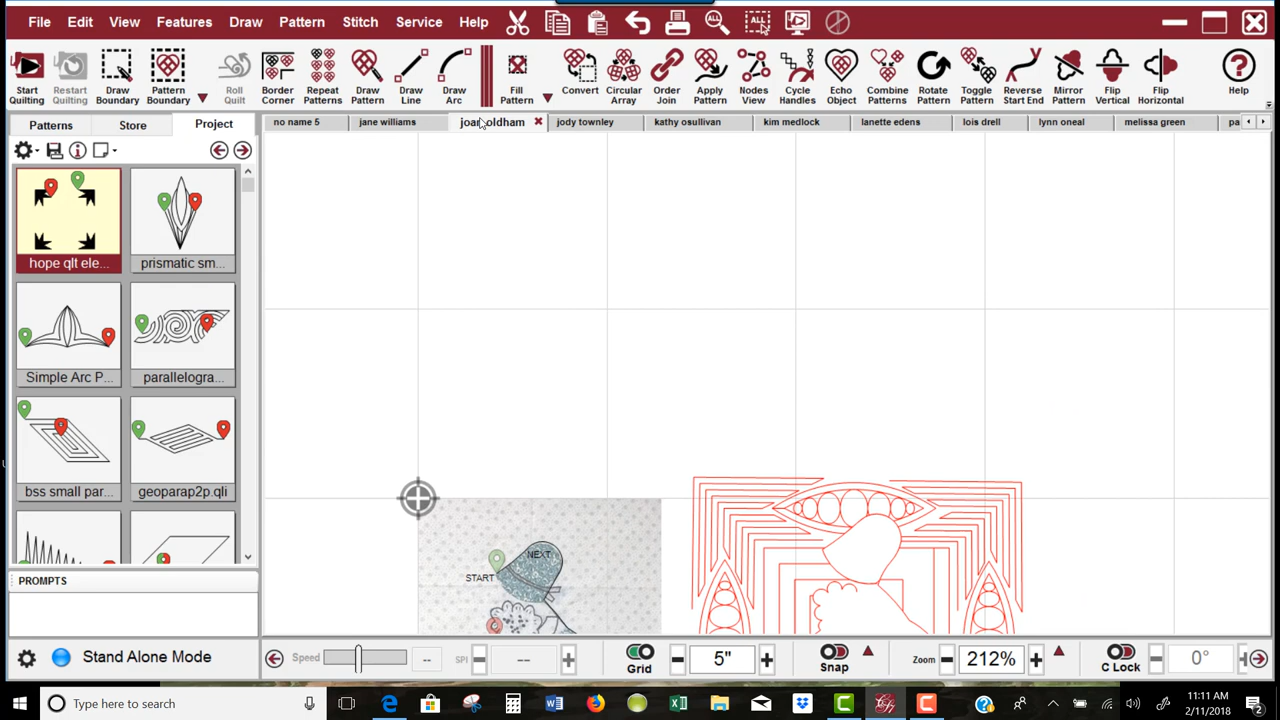 File Edit View Features Draw Pattern Stitch Service Help ALL ALL
Start Quilting Restart Quilting Draw Boundary Pattern Boundary Roll Quilt Border Corner Repeat Patterns Draw Pattern Draw Line Draw Arc Fill Pattern Convert Circular Array Order Join Apply Pattern Nodes View Cycle Handles Echo Object Combine Patterns Rotate Pattern Toggle Pattern Reverse Start End Mirror Pattern Flip Vertical Flip Horizontal Help
Patterns Store Project no name 5 jane williams joan oldham jody townley kathy osullivan kim medlock lanette edens lois drell lynn oneal melissa green pa
hope qlt ele... prismatic sm...
Simple Arc P... parallelogra...
bss small par... geoparap2p.qli
NEXT
START
PROMPTS
Stand Alone Mode Speed -- SPI -- Grid 5" Snap Zoom 212% C Lock 0°
Type here to search
11:11 AM
2/11/2018
2